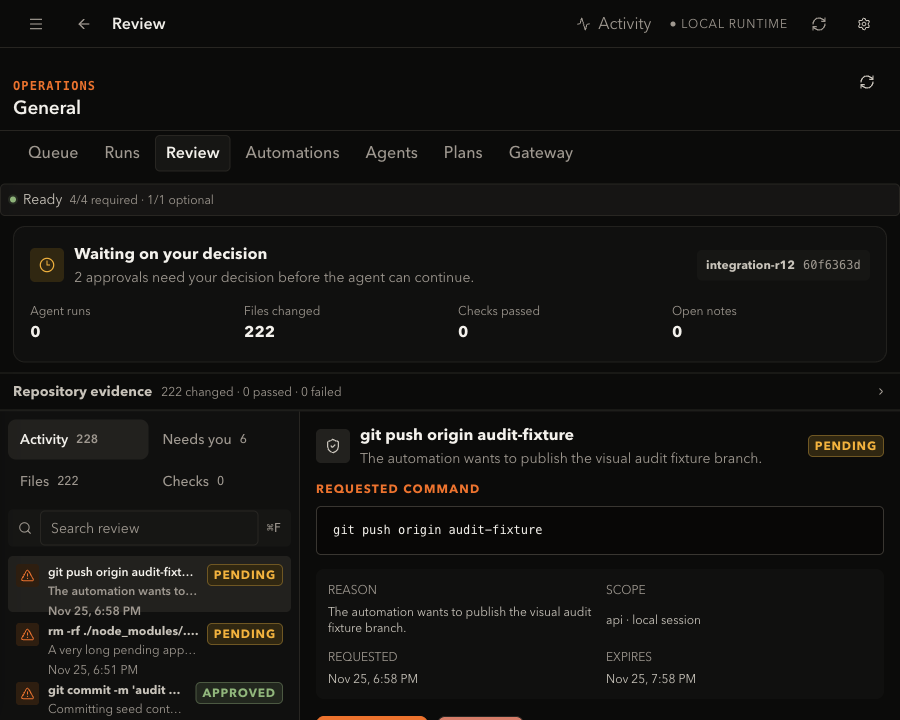 Review
Activity
LOCAL RUNTIME
OPERATIONS
General
Queue Runs Review Automations Agents Plans Gateway
Ready 4/4 required · 1/1 optional
Waiting on your decision
2 approvals need your decision before the agent can continue.
integration-r12 60f6363d
Agent runs Files changed Checks passed Open notes
0 222 0 0
Repository evidence 222 changed · 0 passed · 0 failed
Activity 228 Needs you 6
Files 222 Checks 0
Search review ⌘F
git push origin audit-fixt... PENDING
The automation wants to...
Nov 25, 6:58 PM
rm -rf ./node_modules/.... PENDING
A very long pending app...
Nov 25, 6:51 PM
git commit -m 'audit ... APPROVED
Committing seed cont...
git push origin audit-fixture
The automation wants to publish the visual audit fixture branch.
PENDING
REQUESTED COMMAND
git push origin audit-fixture
REASON
The automation wants to publish the visual audit
fixture branch.
SCOPE
api · local session
REQUESTED
Nov 25, 6:58 PM
EXPIRES
Nov 25, 7:58 PM